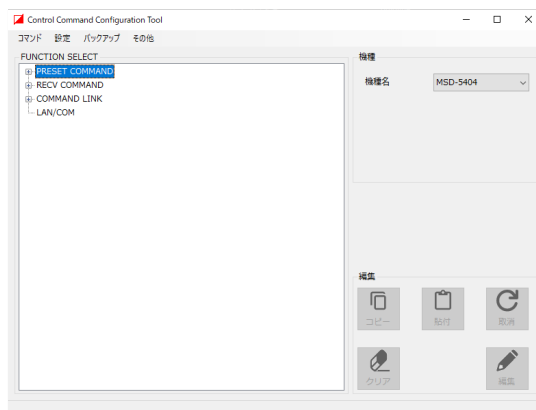 Control Command Configuration Tool
コマンド 設定 バックアップ その他
FUNCTION SELECT
PRESET COMMAND
RECV COMMAND
COMMAND LINK
LAN/COM
機種
機種名 MSD-5404
編集
コピー 貼付 取消
クリア 編集